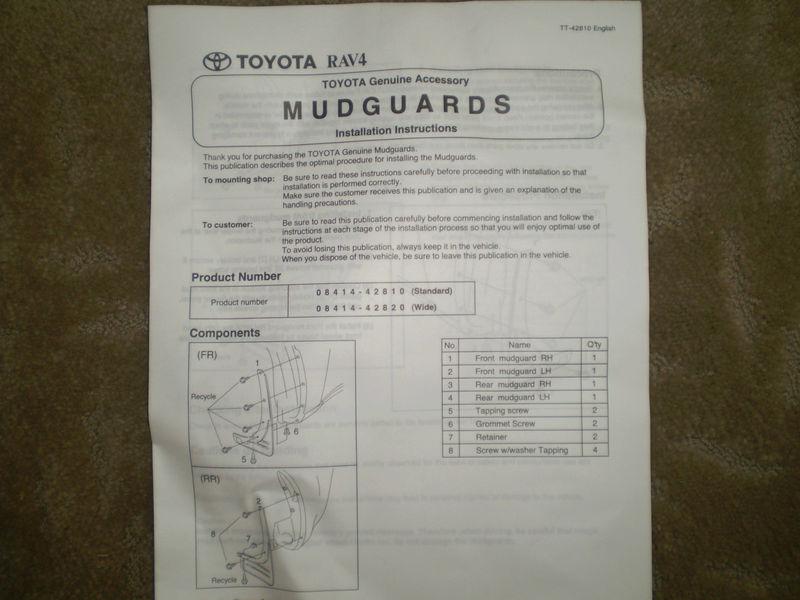 TT-42810 English
TOYOTA RAV4
TOYOTA Genuine Accessory
MUDGUARDS
Installation Instructions
Thank you for purchasing the TOYOTA Genuine Mudguards.
This publication describes the optimal procedure for installing the Mudguards.
To mounting shop: Be sure to read these instructions carefully before proceeding with installation so that
installation is performed correctly.
Make sure the customer receives this publication and is given an explanation of the
handling precautions.
To customer: Be sure to read this publication carefully before commencing installation and follow the
instructions at each stage of the installation process so that you will enjoy optimal use of
the product.
To avoid losing this publication, always keep it in the vehicle.
When you dispose of the vehicle, be sure to leave this publication in the vehicle.
Product Number
Product number
08414-42810 (Standard)
08414-42820 (Wide)
Components
(FR)
1
Recycle
6
5
(RR)
2
8
7
Recycle
No Name Q'ty
1 Front mudguard RH 1
2 Front mudguard LH 1
3 Rear mudguard RH 1
4 Rear mudguard LH 1
5 Tapping screw 2
6 Grommet Screw 2
7 Retainer 2
8 Screw w/washer Tapping 4